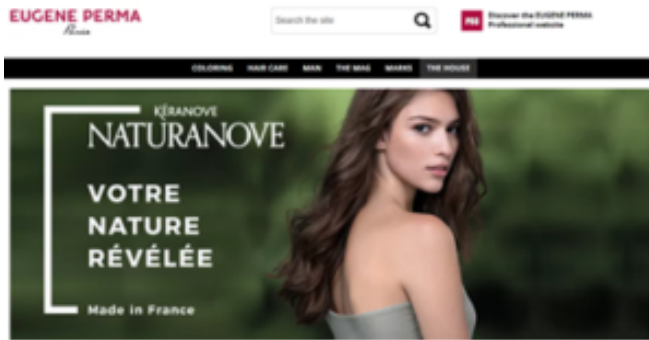 EUGENE PERMA
Paris
Search the site
PRO
Discover the EUGENE PERMA
Professional website
COLORING HAIR CARE MAN THE MAG MARKS THE HOUSE
KÉRANOVE
NATURANOVE
VOTRE
NATURE
RÉVÉLÉE
Made in France